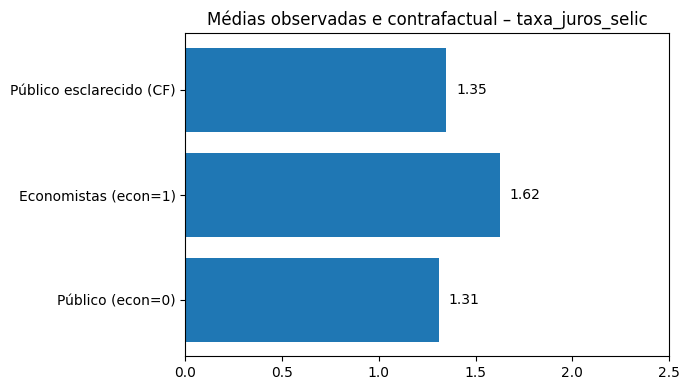 Médias observadas e contrafactual – taxa_juros_selic
Público esclarecido (CF)
1.35
Economistas (econ=1)
1.62
Público (econ=0)
1.31
0.0 0.5 1.0 1.5 2.0 2.5